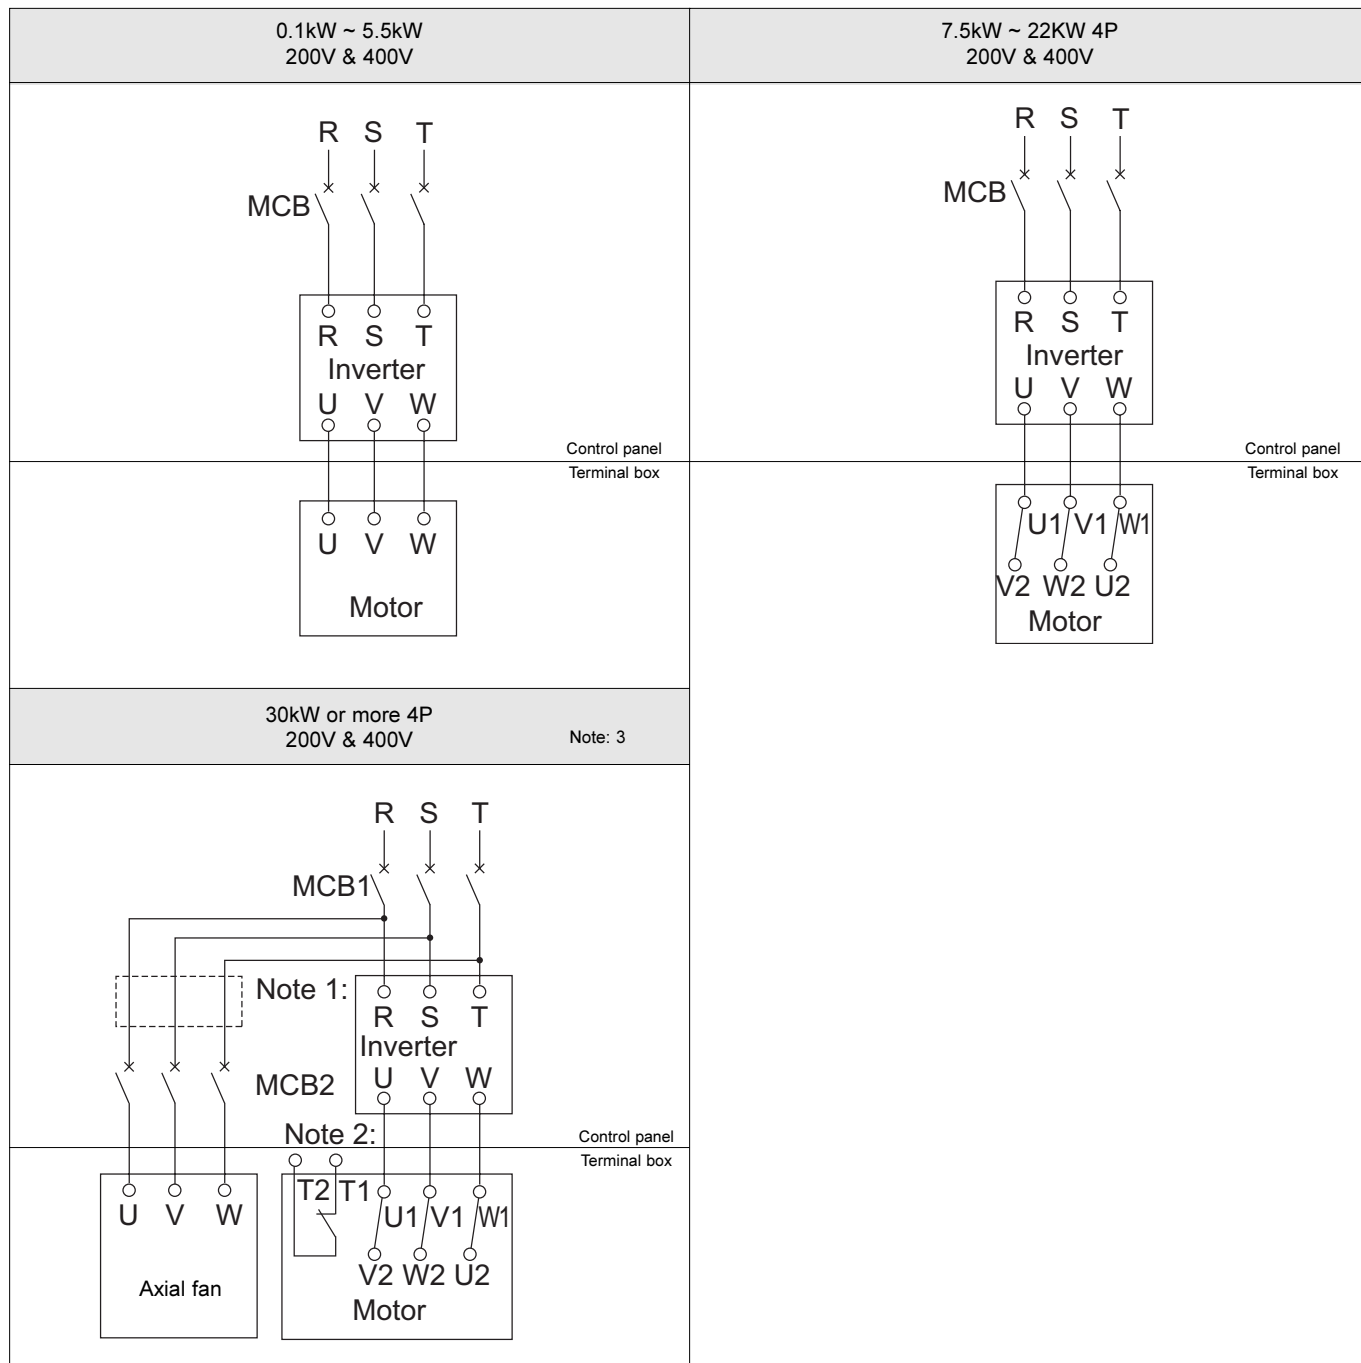 0.1kW ~ 5.5kW
200V & 400V
R S T
MCB
R S T
Inverter
U V W
Control panel
Terminal box
U V W
Motor
7.5kW ~ 22KW 4P
200V & 400V
R S T
MCB
R S T
Inverter
U V W
Control panel
Terminal box
U1 V1 W1
V2 W2 U2
Motor
30kW or more 4P
200V & 400V
Note: 3
R S T
MCB1
Note 1:
R S T
Inverter
MCB2
U V W
Note 2:
Control panel
Terminal box
U V W
Axial fan
T2 T1
U1 V1 W1
V2 W2 U2
Motor